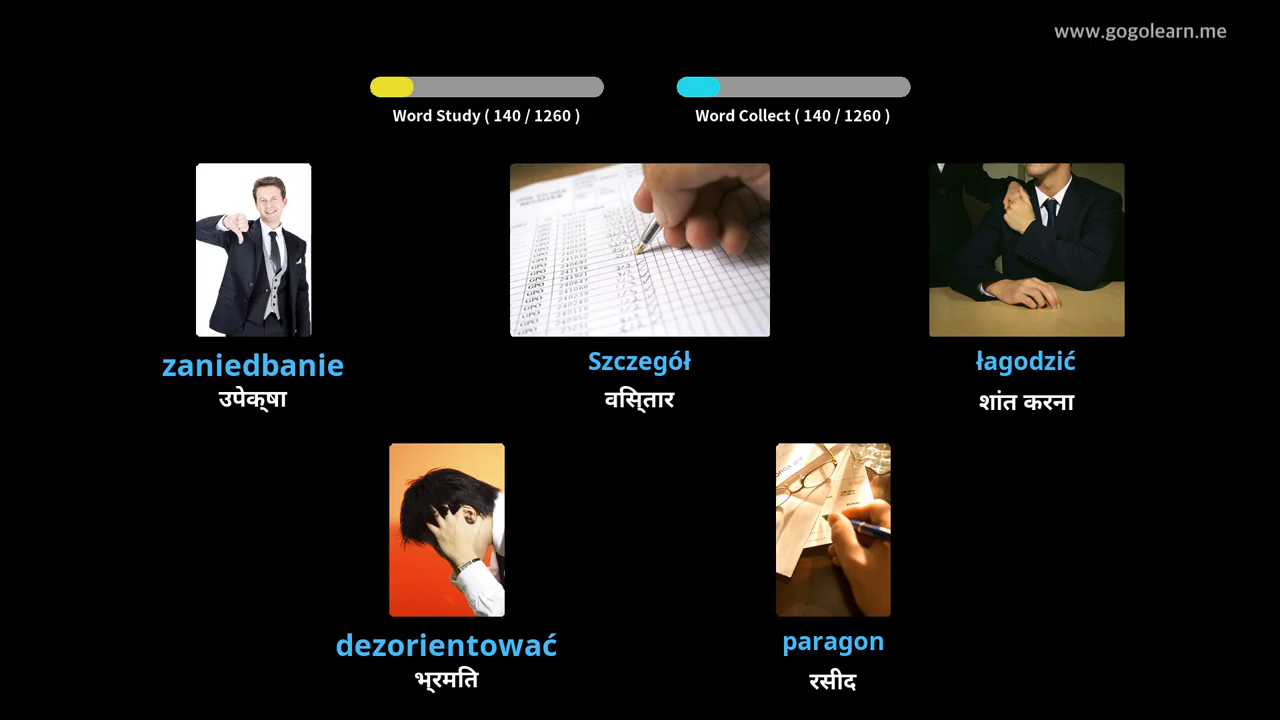 www.gogolearn.me
Word Study ( 140 / 1260 )
Word Collect ( 140 / 1260 )
zaniedbanie
उपेक्षा
Szczegół
विस्तार
łagodzić
शांत करना
dezorientować
भ्रमति
paragon
रसीद